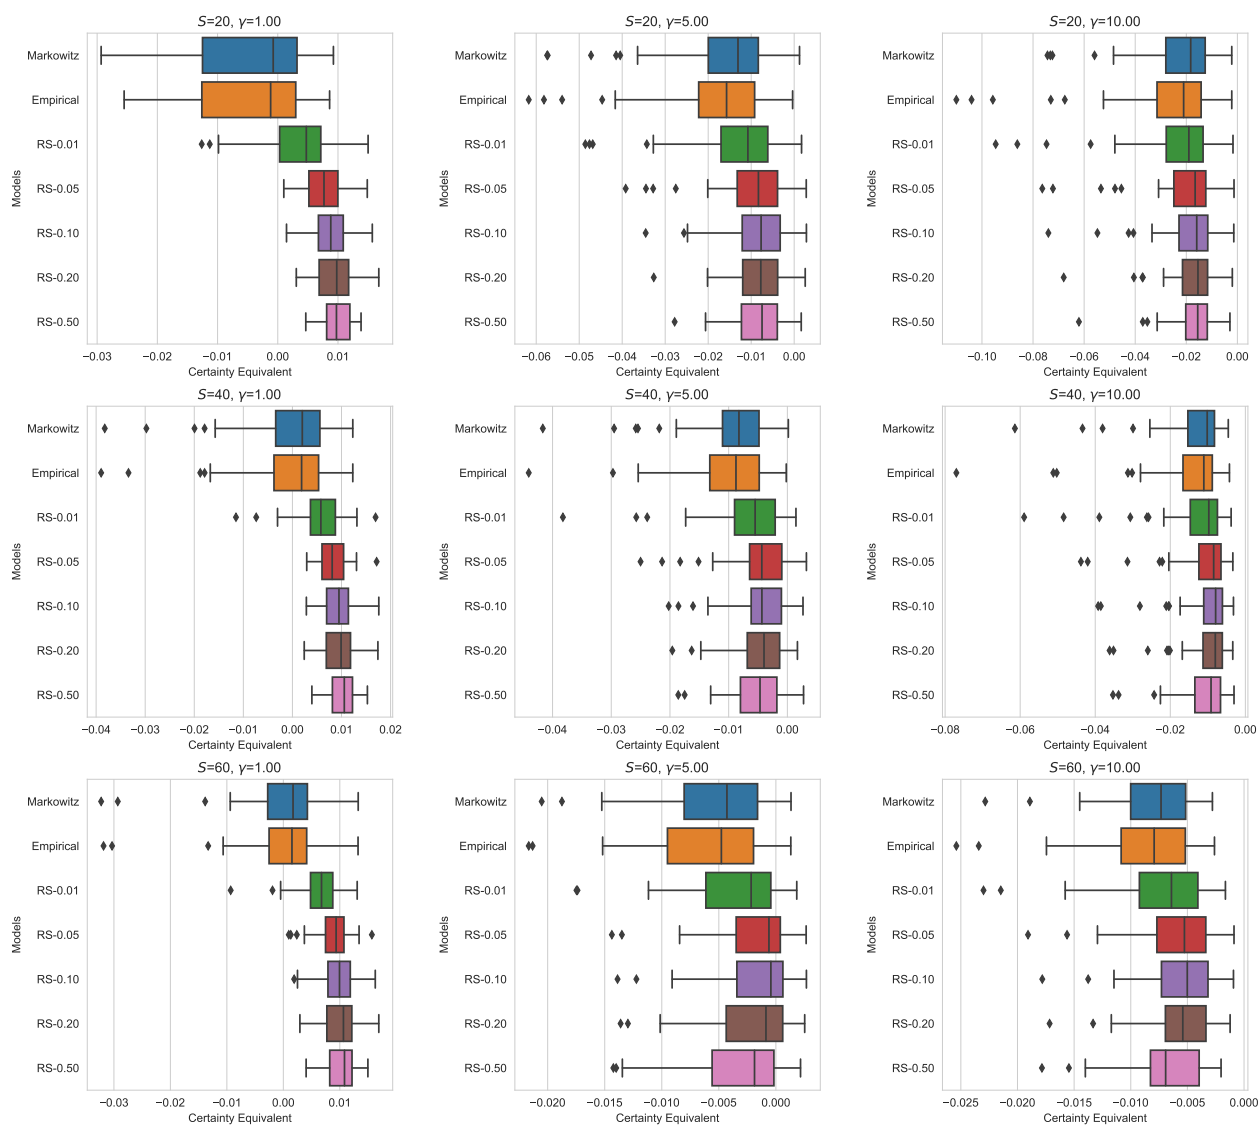 S=20, γ=1.00
Markowitz
Empirical
RS-0.01
RS-0.05
RS-0.10
RS-0.20
RS-0.50
Models
−0.03 −0.02 −0.01 0.00 0.01
Certainty Equivalent
S=20, γ=5.00
Markowitz
Empirical
RS-0.01
RS-0.05
RS-0.10
RS-0.20
RS-0.50
Models
−0.06 −0.05 −0.04 −0.03 −0.02 −0.01 0.00
Certainty Equivalent
S=20, γ=10.00
Markowitz
Empirical
RS-0.01
RS-0.05
RS-0.10
RS-0.20
RS-0.50
Models
−0.10 −0.08 −0.06 −0.04 −0.02 0.00
Certainty Equivalent
S=40, γ=1.00
Markowitz
Empirical
RS-0.01
RS-0.05
RS-0.10
RS-0.20
RS-0.50
Models
−0.04 −0.03 −0.02 −0.01 0.00 0.01 0.02
Certainty Equivalent
S=40, γ=5.00
Markowitz
Empirical
RS-0.01
RS-0.05
RS-0.10
RS-0.20
RS-0.50
Models
−0.04 −0.03 −0.02 −0.01 0.00
Certainty Equivalent
S=40, γ=10.00
Markowitz
Empirical
RS-0.01
RS-0.05
RS-0.10
RS-0.20
RS-0.50
Models
−0.08 −0.06 −0.04 −0.02 0.00
Certainty Equivalent
S=60, γ=1.00
Markowitz
Empirical
RS-0.01
RS-0.05
RS-0.10
RS-0.20
RS-0.50
Models
−0.03 −0.02 −0.01 0.00 0.01
Certainty Equivalent
S=60, γ=5.00
Markowitz
Empirical
RS-0.01
RS-0.05
RS-0.10
RS-0.20
RS-0.50
Models
−0.020 −0.015 −0.010 −0.005 0.000
Certainty Equivalent
S=60, γ=10.00
Markowitz
Empirical
RS-0.01
RS-0.05
RS-0.10
RS-0.20
RS-0.50
Models
−0.025 −0.020 −0.015 −0.010 −0.005 0.000
Certainty Equivalent